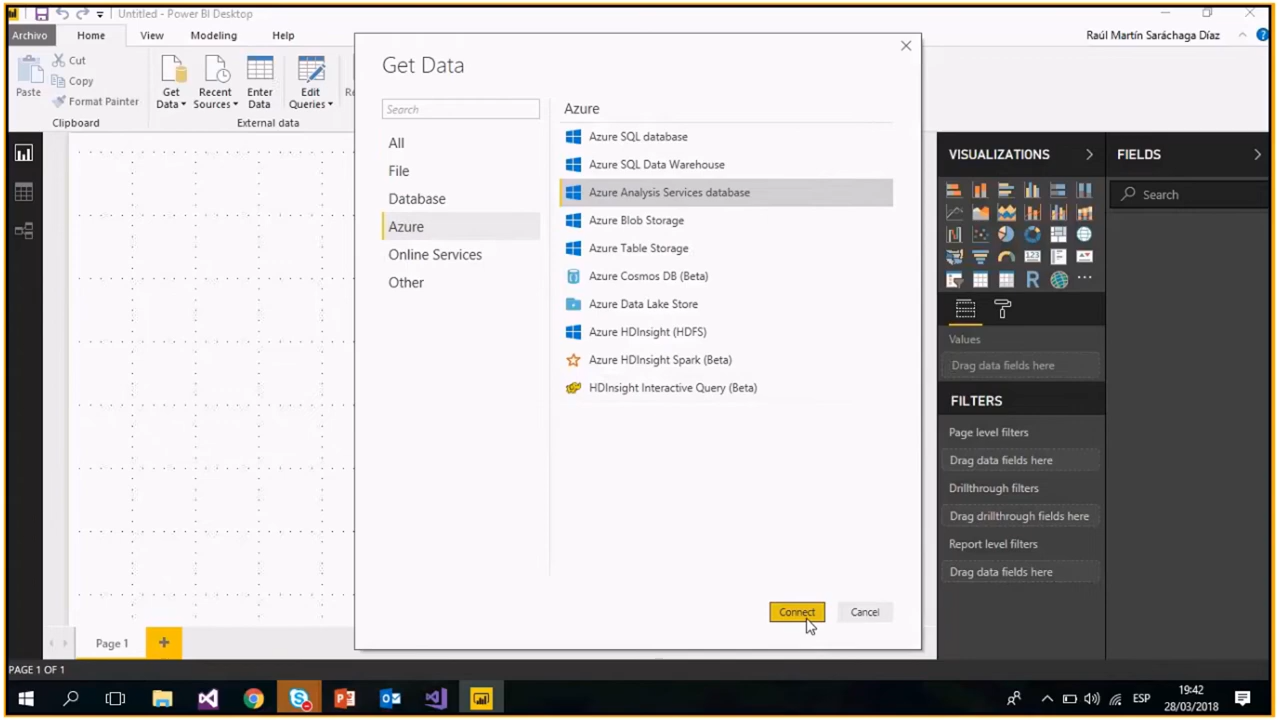 Untitled - Power BI Desktop
Archivo
Home
View
Modeling
Help
Raúl Martín Saráchaga Díaz
Paste
Cut
Copy
Format Painter
Clipboard
Get Data
Recent Sources
Enter Data
Edit Queries
External data
Get Data
Search
All
File
Database
Azure
Online Services
Other
Azure
Azure SQL database
Azure SQL Data Warehouse
Azure Analysis Services database
Azure Blob Storage
Azure Table Storage
Azure Cosmos DB (Beta)
Azure Data Lake Store
Azure HDInsight (HDFS)
Azure HDInsight Spark (Beta)
HDInsight Interactive Query (Beta)
Connect
Cancel
VISUALIZATIONS
FIELDS
Search
R
Values
Drag data fields here
FILTERS
Page level filters
Drag data fields here
Drillthrough filters
Drag drillthrough fields here
Report level filters
Drag data fields here
Page 1
PAGE 1 OF 1
ESP
19:42
28/03/2018